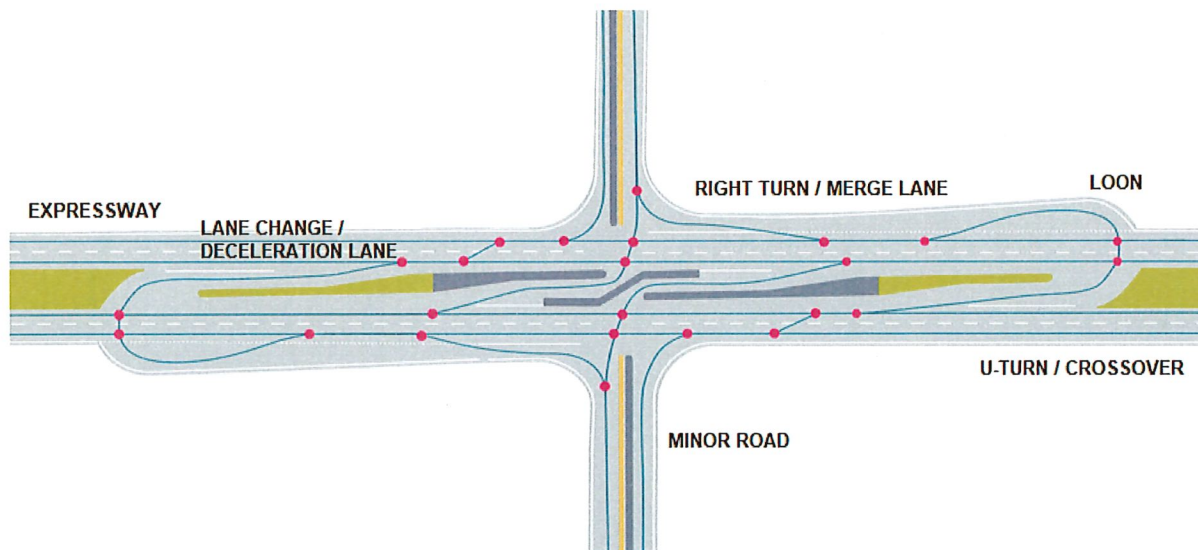 EXPRESSWAY
LANE CHANGE /
DECELERATION LANE
RIGHT TURN / MERGE LANE
LOON
U-TURN / CROSSOVER
MINOR ROAD